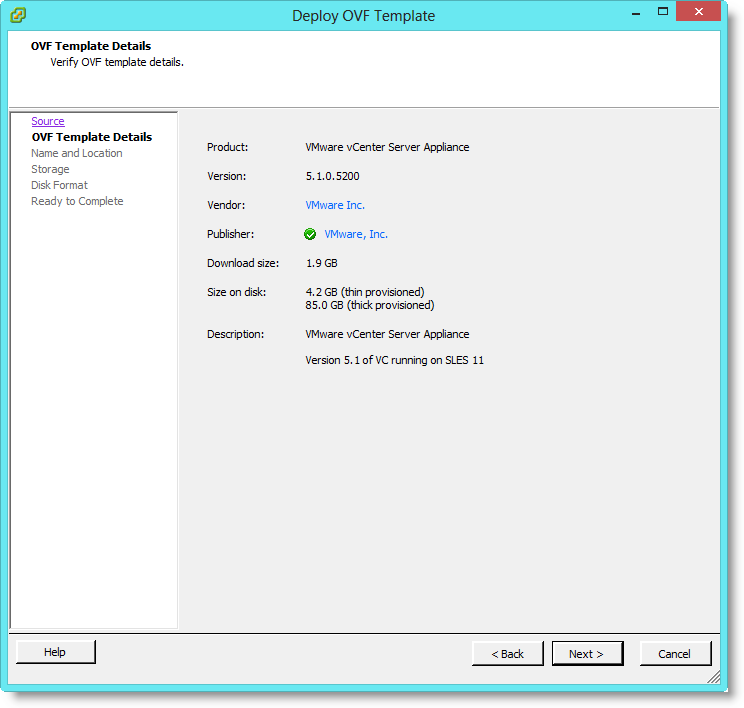 Deploy OVF Template
OVF Template Details
Verify OVF template details.
Source
OVF Template Details
Name and Location
Storage
Disk Format
Ready to Complete
Product: VMware vCenter Server Appliance
Version: 5.1.0.5200
Vendor: VMware Inc.
Publisher: VMware, Inc.
Download size: 1.9 GB
Size on disk: 4.2 GB (thin provisioned)
85.0 GB (thick provisioned)
Description: VMware vCenter Server Appliance
Version 5.1 of VC running on SLES 11
Help < Back Next > Cancel